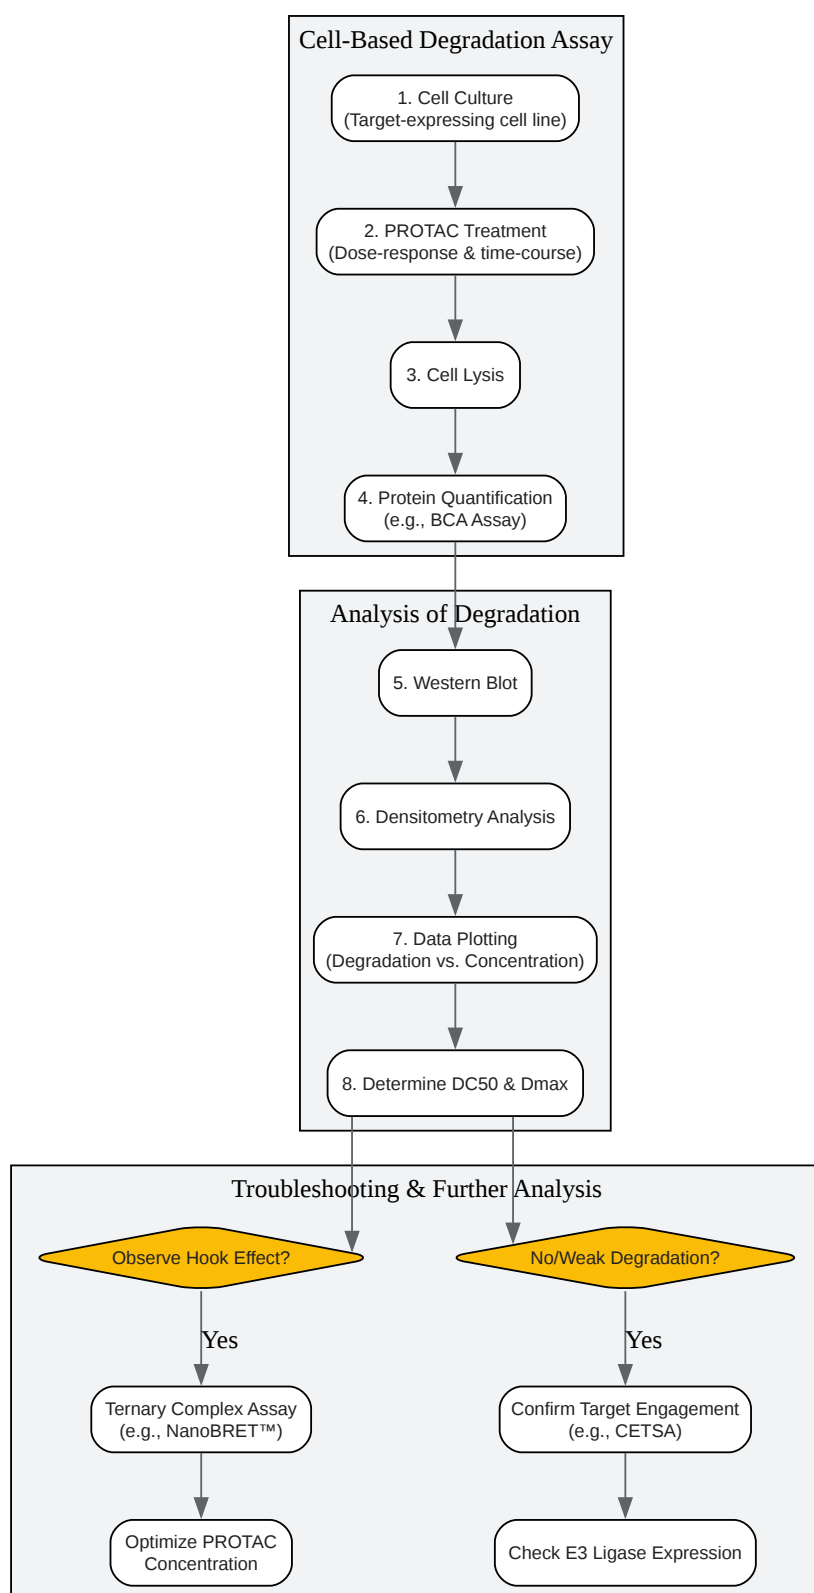 Cell-Based Degradation Assay
1. Cell Culture
(Target-expressing cell line)
2. PROTAC Treatment
(Dose-response & time-course)
3. Cell Lysis
4. Protein Quantification
(e.g., BCA Assay)
Analysis of Degradation
5. Western Blot
6. Densitometry Analysis
7. Data Plotting
(Degradation vs. Concentration)
8. Determine DC50 & Dmax
Troubleshooting & Further Analysis
Observe Hook Effect?
No/Weak Degradation?
Yes
Yes
Ternary Complex Assay
(e.g., NanoBRET™)
Confirm Target Engagement
(e.g., CETSA)
Optimize PROTAC
Concentration
Check E3 Ligase Expression